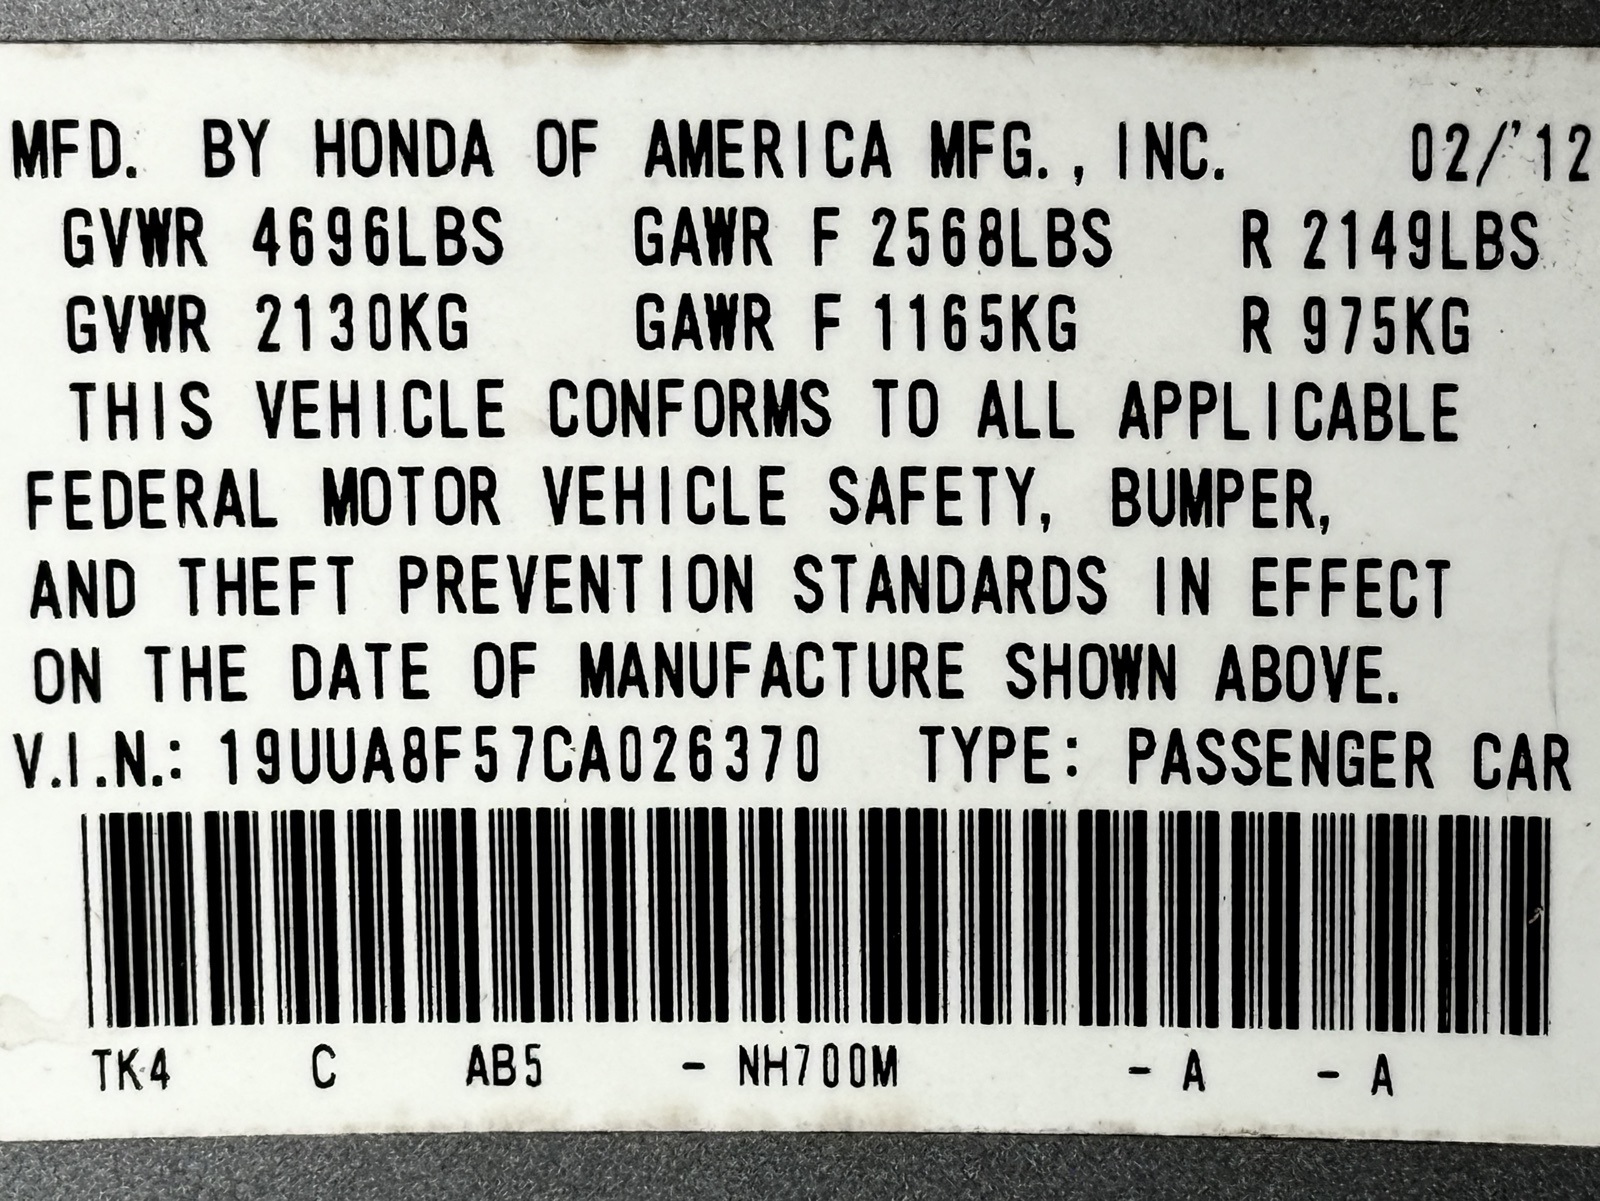 MFD. BY HONDA OF AMERICA MFG., INC. 02/'12
GVWR 4696LBS GAWR F 2568LBS R 2149LBS
GVWR 2130KG GAWR F 1165KG R 975KG
THIS VEHICLE CONFORMS TO ALL APPLICABLE
FEDERAL MOTOR VEHICLE SAFETY, BUMPER,
AND THEFT PREVENTION STANDARDS IN EFFECT
ON THE DATE OF MANUFACTURE SHOWN ABOVE.
V.I.N.: 19UUA8F57CA026370 TYPE: PASSENGER CAR
TK4 C AB5 - NH700M - A - A